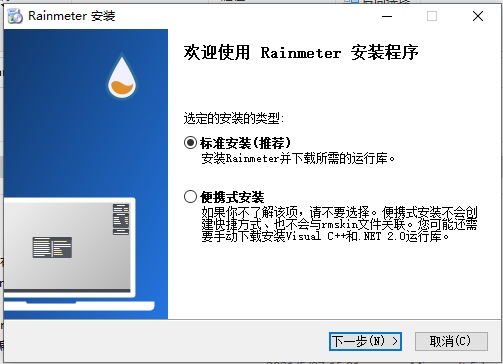 Rainmeter 安装
欢迎使用 Rainmeter 安装程序
选定的安装的类型:
标准安装(推荐)
安装Rainmeter并下载所需的运行库。
便携式安装
如果你不了解该项，请不要选择。便携式安装不会创
建快捷方式、也不会与rmskin文件关联。您可能还需
要手动下载安装Visual C++和.NET 2.0运行库。
下一步(N) >
取消(C)